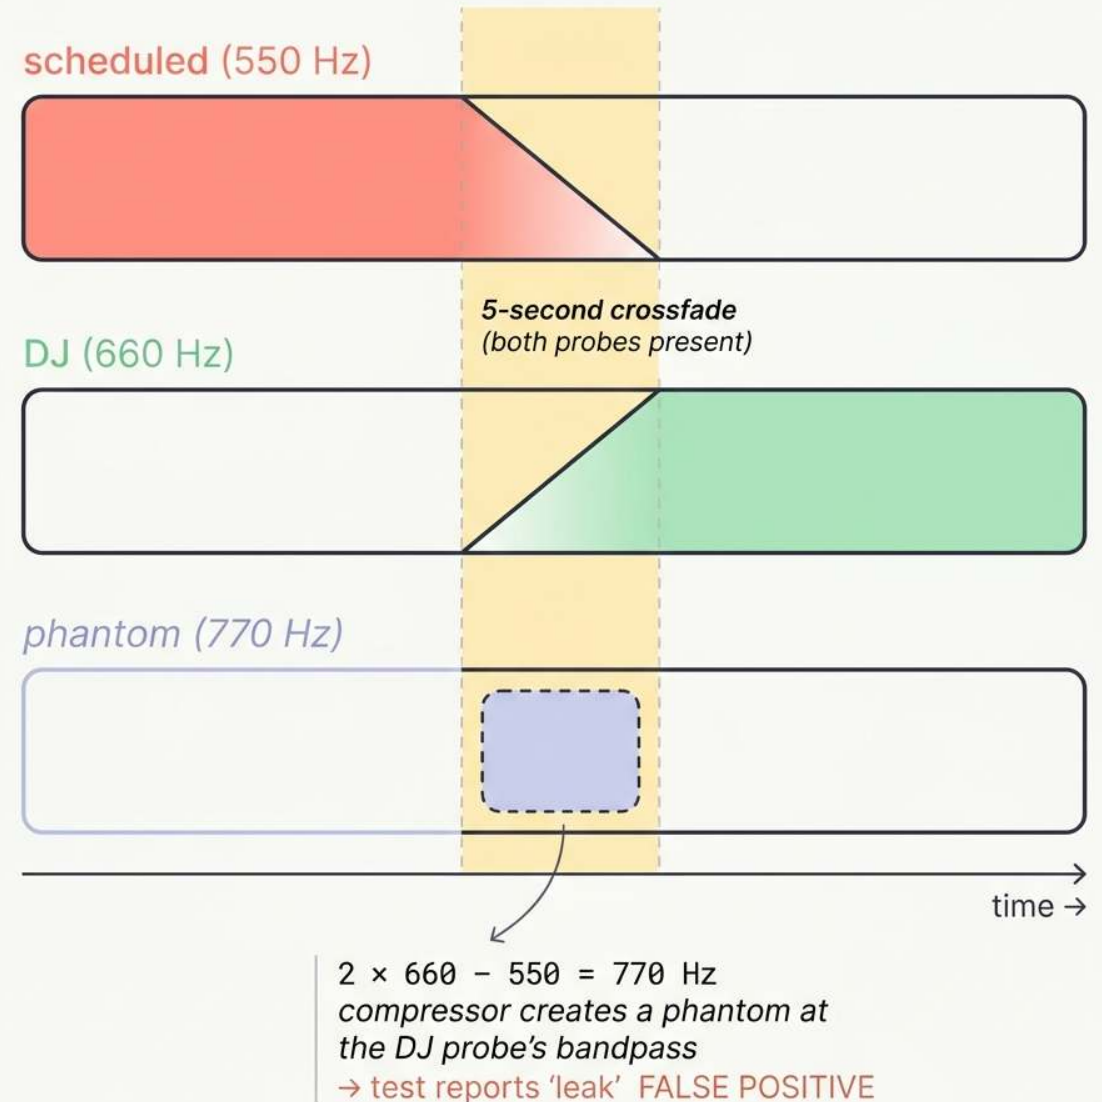 scheduled (550 Hz)
5-second crossfade
(both probes present)
DJ (660 Hz)
phantom (770 Hz)
time →
2 × 660 − 550 = 770 Hz
compressor creates a phantom at
the DJ probe’s bandpass
→ test reports ‘leak’ FALSE POSITIVE